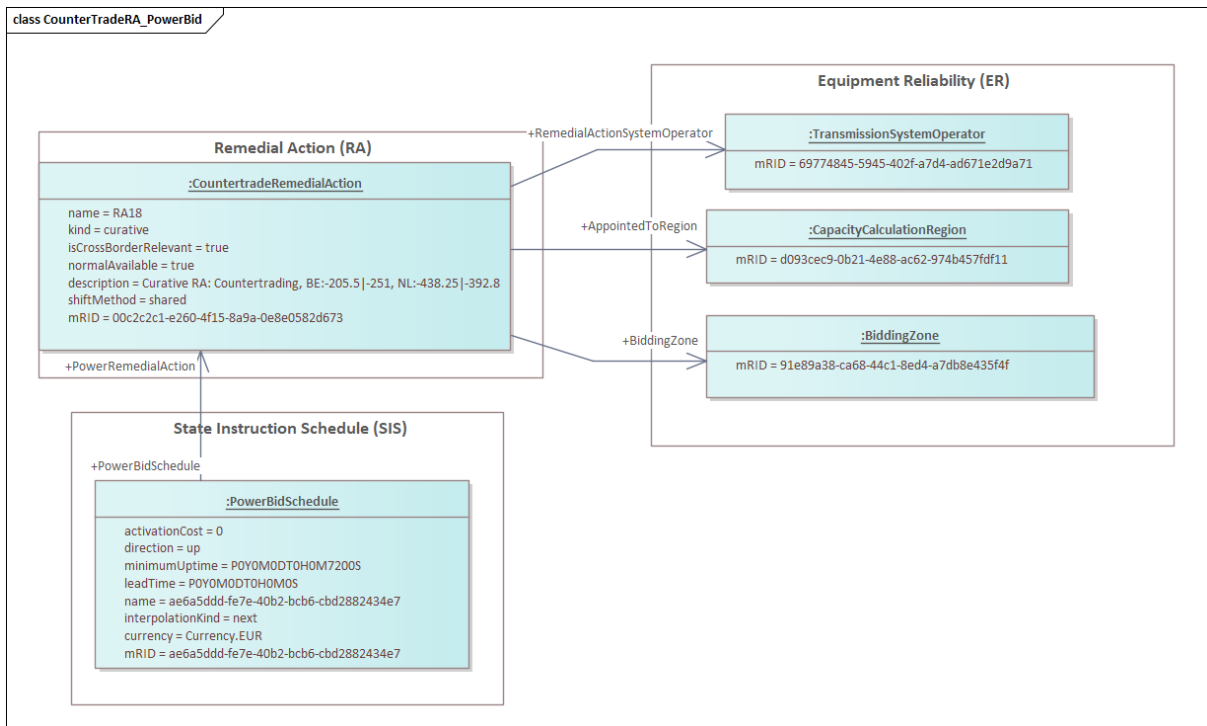 class CounterTradeRA_PowerBid
Equipment Reliability (ER)
+RemedialActionSystemOperator
:TransmissionSystemOperator
mRID = 69774845-5945-402f-a7d4-ad671e2d9a71
Remedial Action (RA)
:CountertradeRemedialAction
name = RA18
kind = curative
isCrossBorderRelevant = true
normalAvailable = true
description = Curative RA: Countertrading, BE:-205.5|-251, NL:-438.25|-392.8
shiftMethod = shared
mRID = 00c2c2c1-e260-4f15-8a9a-0e8e0582d673
+AppointedToRegion
:CapacityCalculationRegion
mRID = d093cec9-0b21-4e88-ac62-974b457fdf11
+BiddingZone
:BiddingZone
mRID = 91e89a38-ca68-44c1-8ed4-a7db8e435f4f
+PowerRemedialAction
State Instruction Schedule (SIS)
+PowerBidSchedule
:PowerBidSchedule
activationCost = 0
direction = up
minimumUptime = P0Y0M0DT0H0M7200S
leadTime = P0Y0M0DT0H0M0S
name = ae6a5ddd-fe7e-40b2-bcb6-cbd2882434e7
interpolationKind = next
currency = Currency.EUR
mRID = ae6a5ddd-fe7e-40b2-bcb6-cbd2882434e7